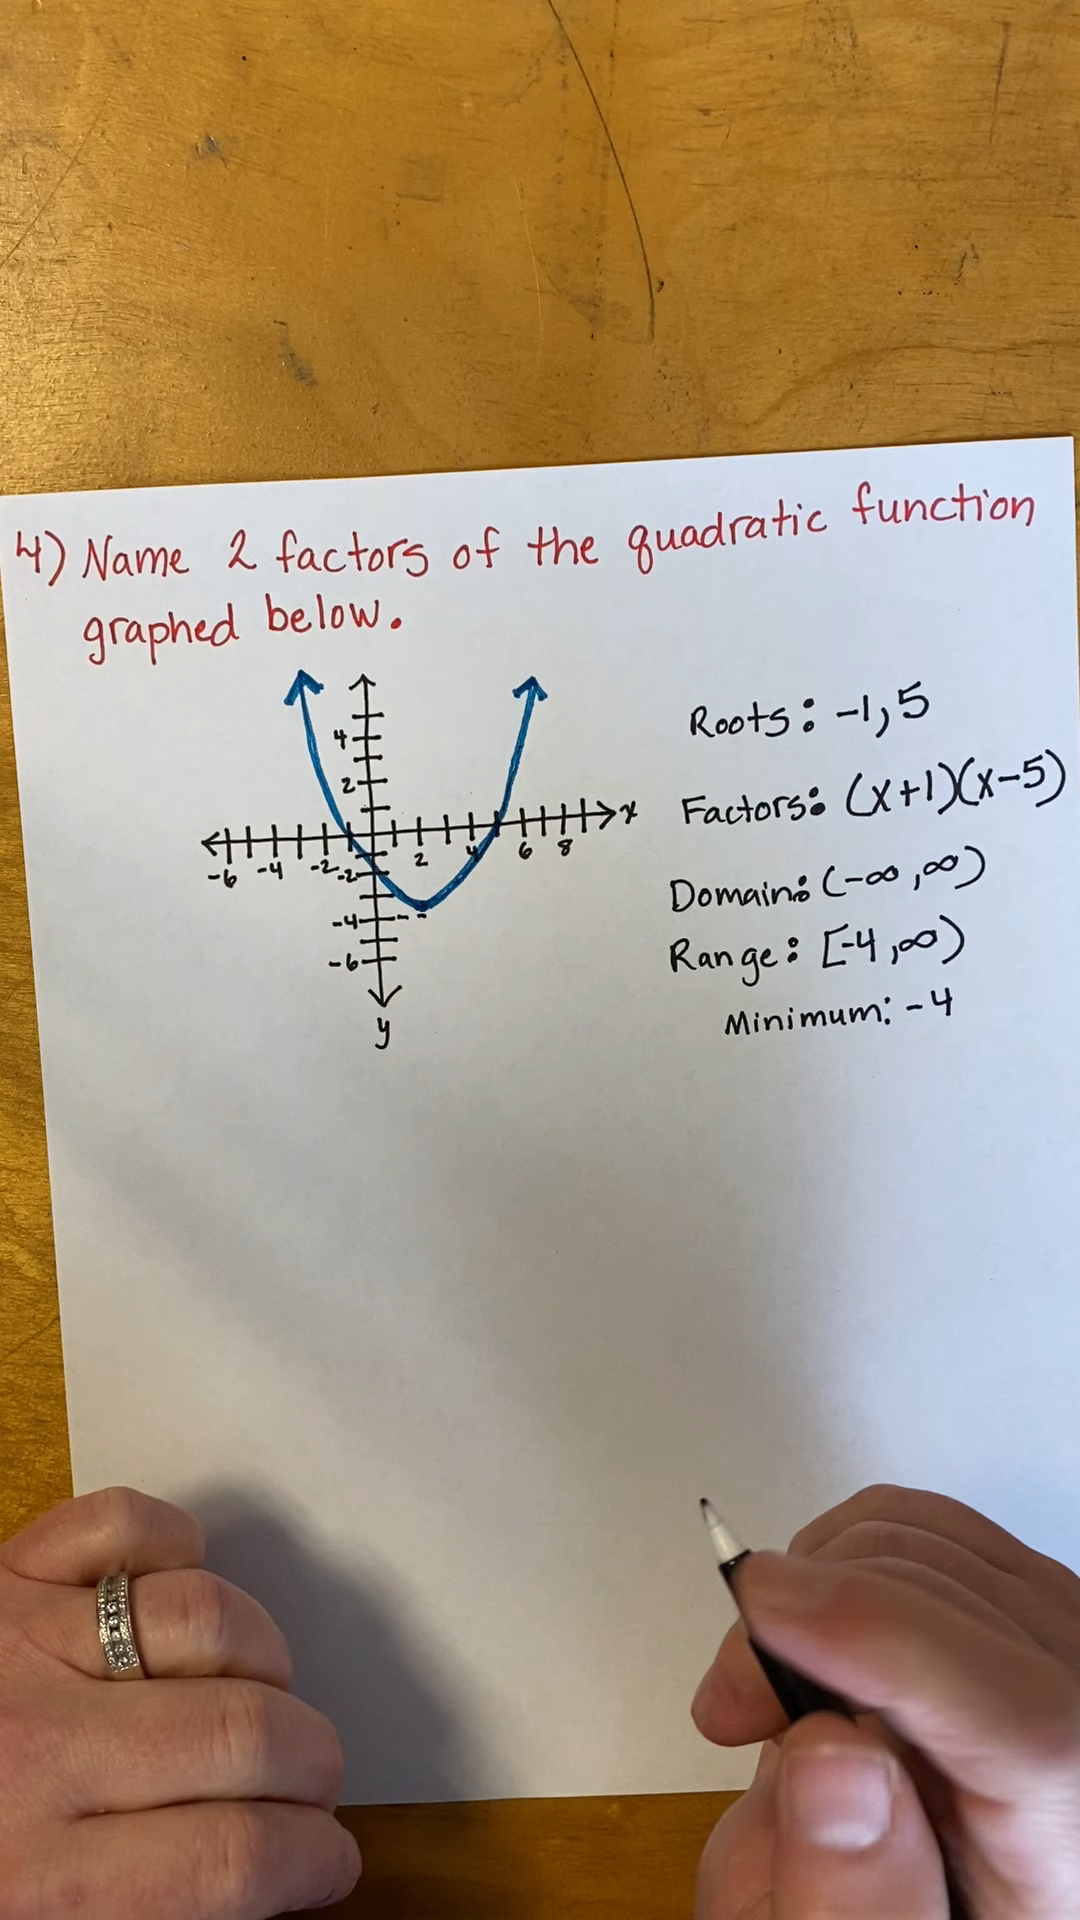 4) Name 2 factors of the quadratic function
graphed below.
4
2
x
-6 -4 -2 2 4 6 8
-2
-4
-6
y
Roots: -1,5
Factors: (x+1)(x-5)
Domain: (-∞,∞)
Range: [-4,∞)
Minimum: -4